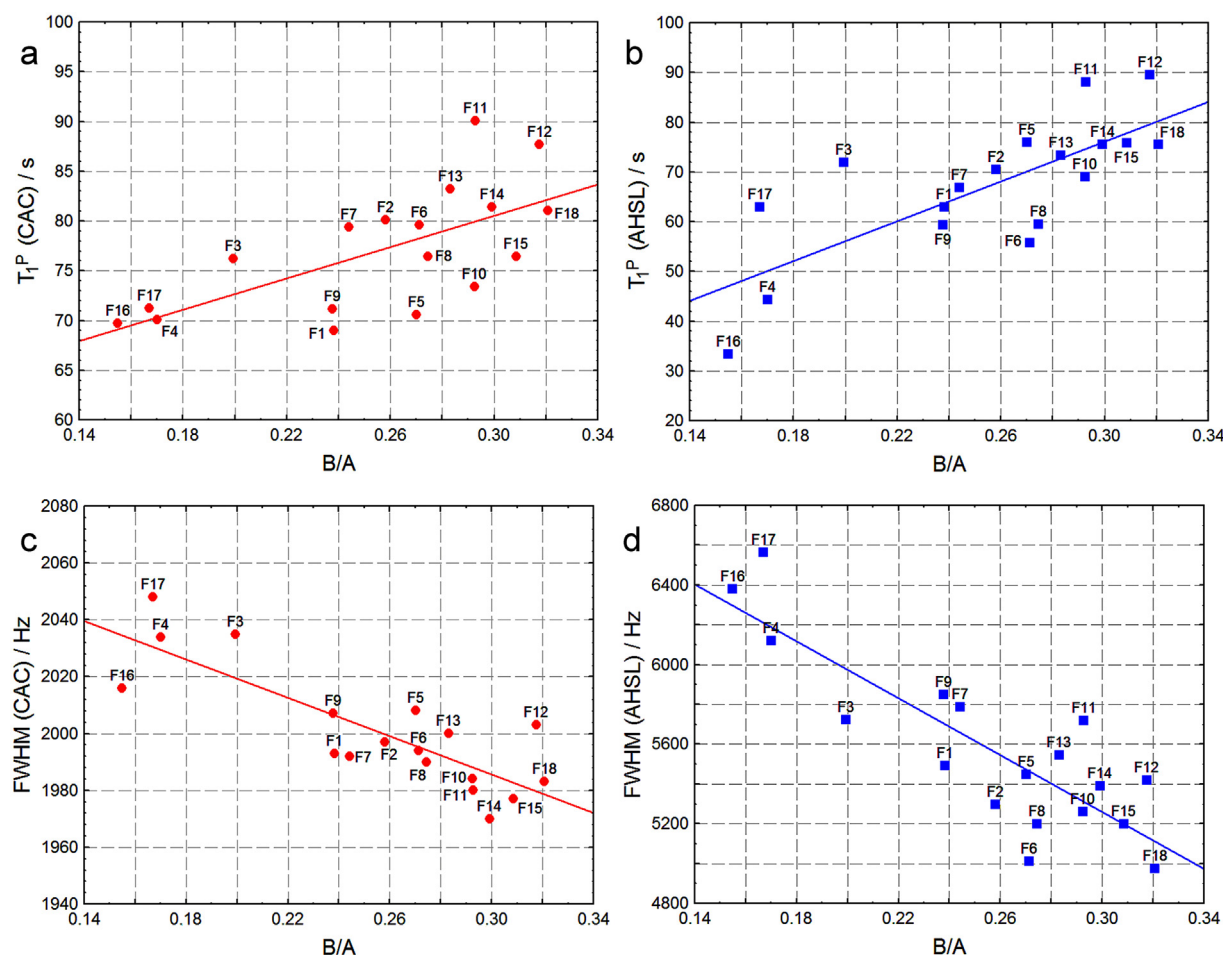 a
T₁ᴾ (CAC) / s
100
95
90
85
80
75
70
65
60
F11
F12
F13
F14
F7
F2
F6
F18
F3
F8
F15
F10
F17
F16
F4
F9
F5
F1
0.14
0.18
0.22
0.26
0.30
0.34
B/A
b
T₁ᴾ (AHSL) / s
100
90
80
70
60
50
40
30
20
F12
F11
F5
F13
F14
F18
F15
F3
F2
F10
F7
F17
F1
F9
F8
F6
F4
F16
0.14
0.18
0.22
0.26
0.30
0.34
B/A
c
FWHM (CAC) / Hz
2080
2060
2040
2020
2000
1980
1960
1940
F17
F4
F3
F16
F9
F5
F12
F13
F1
F7
F2
F6
F8
F10
F11
F18
F14
F15
0.14
0.18
0.22
0.26
0.30
0.34
B/A
d
FWHM (AHSL) / Hz
6800
6400
6000
5600
5200
4800
F17
F16
F4
F9
F7
F3
F11
F1
F13
F5
F12
F14
F2
F10
F8
F15
F6
F18
0.14
0.18
0.22
0.26
0.30
0.34
B/A